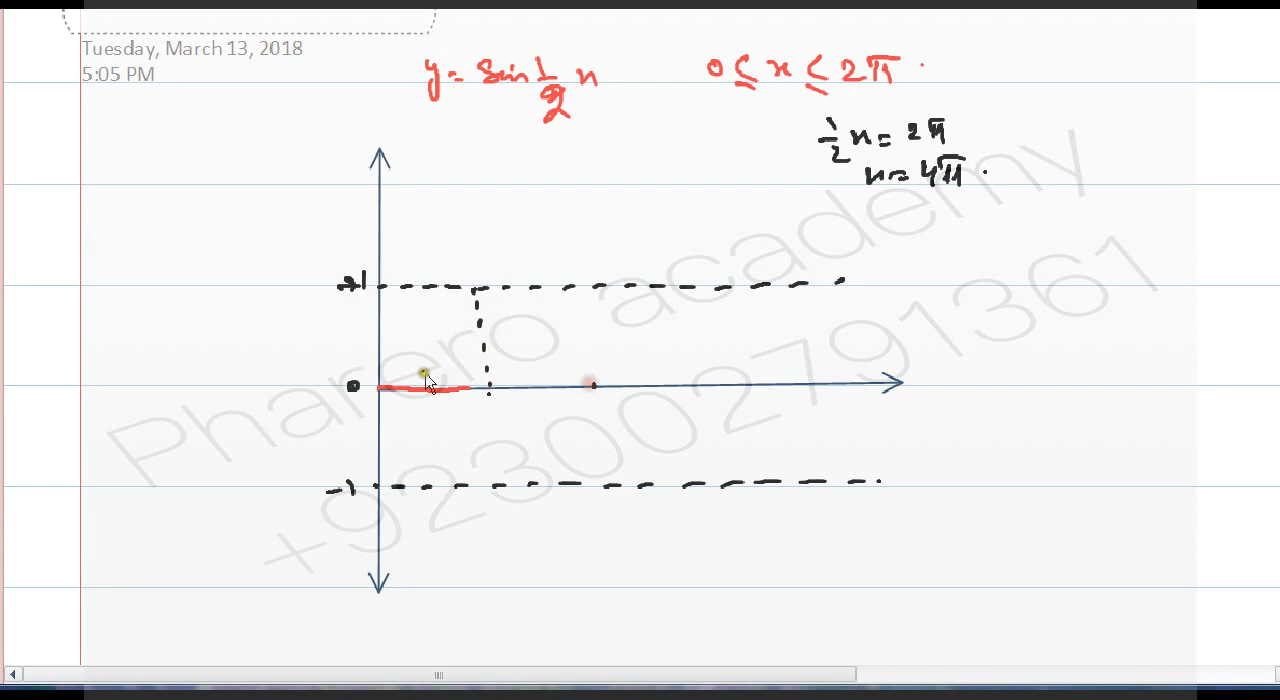 Tuesday, March 13, 2018
5:05 PM
y = sin 1/2 x 0 ≤ x ≤ 2π
1/2 x = 2π
x = 4π
+1
0
-1
Pharero academy
+923002791361